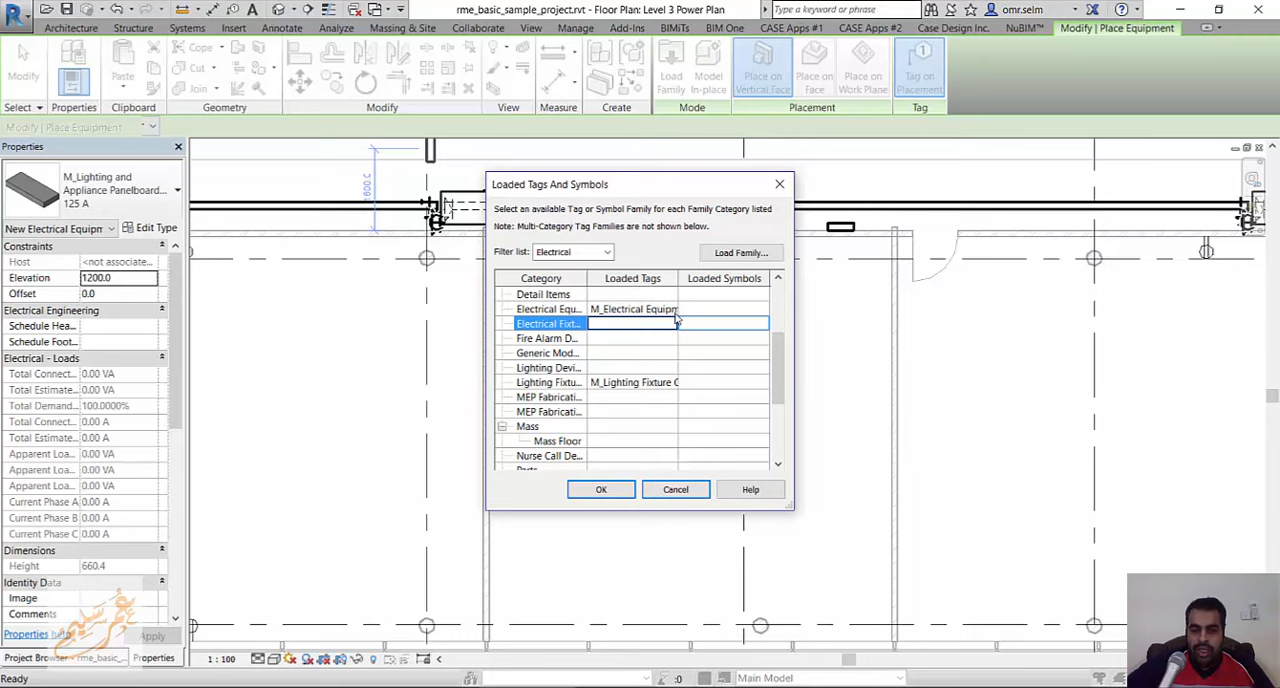 rme_basic_sample_project.rvt - Floor Plan: Level 3 Power Plan
Type a keyword or phrase
omr.selm
Architecture Structure Systems Insert Annotate Analyze Massing & Site Collaborate View Manage Add-Ins BIMiTs BIM One CASE Apps #1 CASE Apps #2 Case Design Inc. NuBIM™ Modify | Place Equipment
Modify
Paste
Cope
Cut
Join
Load Family
Model In-place
Place on Vertical Face
Place on Face
Place on Work Plane
Tag on Placement
Select Properties Clipboard Geometry Modify View Measure Create Mode Placement Tag
Modify | Place Equipment
Properties
M_Lighting and
Appliance Panelboard...
125 A
New Electrical Equipm Edit Type
Constraints
Host <not associate...
Elevation 1200.0
Offset 0.0
Electrical Engineering
Schedule Hea...
Schedule Foot...
Electrical - Loads
Total Connect... 0.00 VA
Total Estimate... 0.00 VA
Total Demand... 100.0000%
Total Connect... 0.00 A
Total Estimate... 0.00 A
Apparent Loa... 0.00 VA
Apparent Loa... 0.00 VA
Apparent Loa... 0.00 VA
Current Phase A 0.00 A
Current Phase B 0.00 A
Current Phase C 0.00 A
Dimensions
Height 660.4
Identity Data
Image
Comments
Properties help Apply
Project Browser - rme_basic_... Properties
Ready
Loaded Tags And Symbols
Select an available Tag or Symbol Family for each Family Category listed
Note: Multi-Category Tag Families are not shown below.
Filter list: Electrical Load Family...
Category Loaded Tags Loaded Symbols
Detail Items
Electrical Equ... M_Electrical Equipm
Electrical Fixt...
Fire Alarm D...
Generic Mod...
Lighting Devi...
Lighting Fixtu... M_Lighting Fixture
MEP Fabricati...
MEP Fabricati...
Mass
Mass Floor
Nurse Call De...
Parts
OK Cancel Help
1 : 100
:0
Main Model
عمر سليم